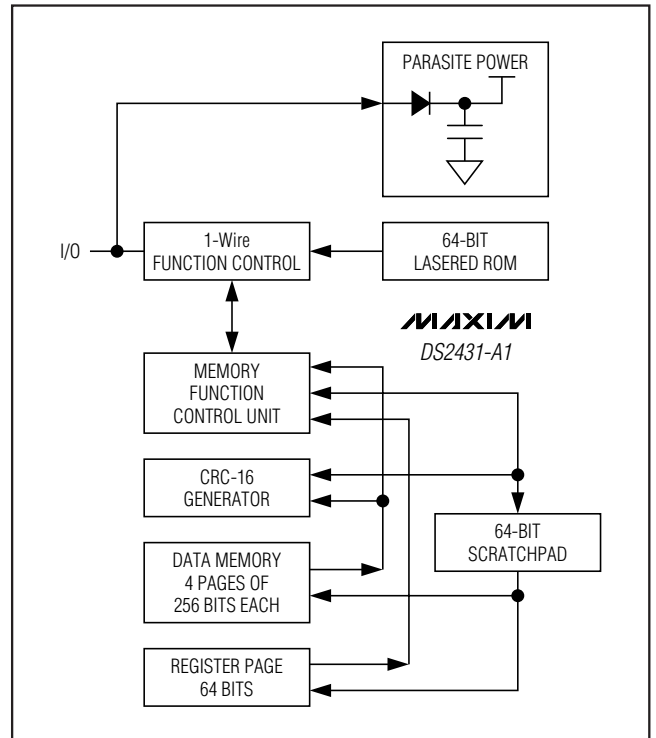 PARASITE POWER
I/O
1-Wire
FUNCTION CONTROL
64-BIT
LASERED ROM
MAXIM
DS2431-A1
MEMORY
FUNCTION
CONTROL UNIT
CRC-16
GENERATOR
64-BIT
SCRATCHPAD
DATA MEMORY
4 PAGES OF
256 BITS EACH
REGISTER PAGE
64 BITS